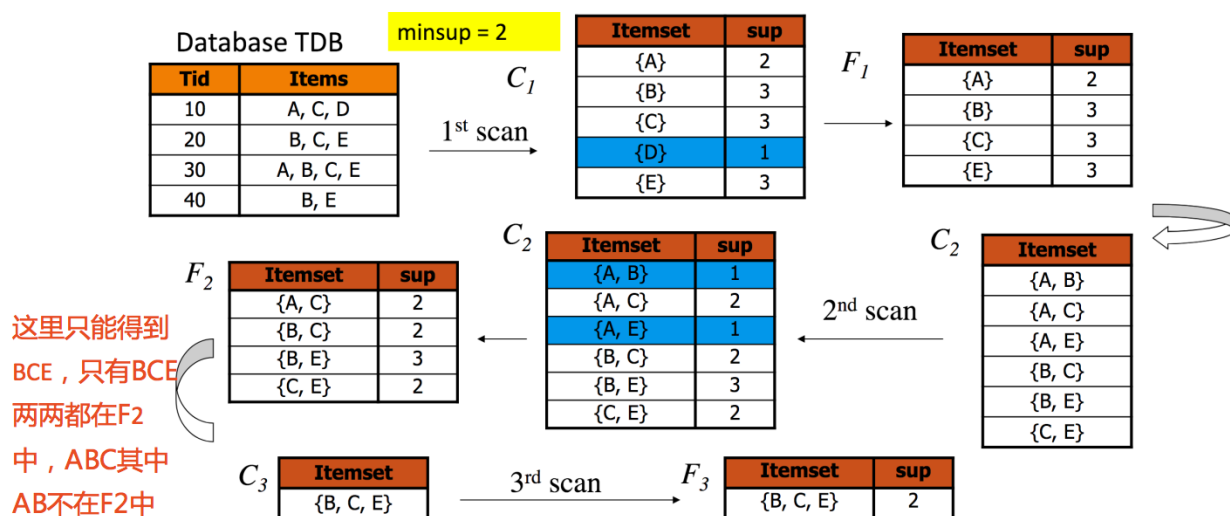 Database TDB
minsup = 2
Tid Items
10 A, C, D
20 B, C, E
30 A, B, C, E
40 B, E
1st scan
C1
Itemset sup
{A} 2
{B} 3
{C} 3
{D} 1
{E} 3
F1
Itemset sup
{A} 2
{B} 3
{C} 3
{E} 3
C2
Itemset
{A, B}
{A, C}
{A, E}
{B, C}
{B, E}
{C, E}
2nd scan
C2
Itemset sup
{A, B} 1
{A, C} 2
{A, E} 1
{B, C} 2
{B, E} 3
{C, E} 2
F2
Itemset sup
{A, C} 2
{B, C} 2
{B, E} 3
{C, E} 2
这里只能得到
BCE，只有BCE
两两都在F2
中，ABC其中
AB不在F2中
C3
Itemset
{B, C, E}
3rd scan
F3
Itemset sup
{B, C, E} 2